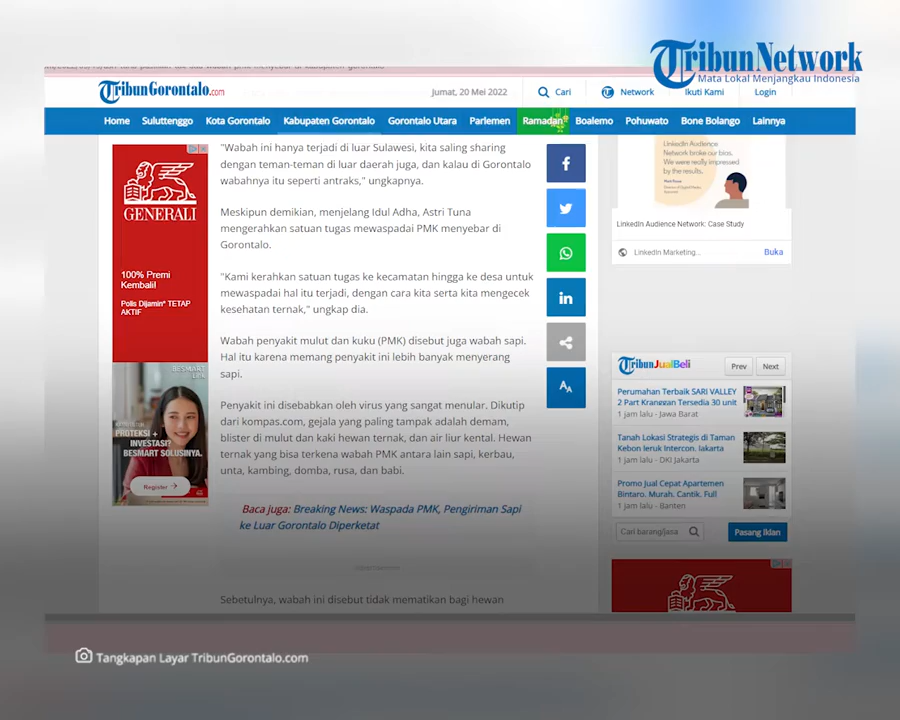 TribunNetwork
Mata Lokal Menjangkau Indonesia
TribunGorontalo.com
Jumat, 20 Mei 2022
Cari
Network
Ikuti Kami
Login
Home
Suluttenggo
Kota Gorontalo
Kabupaten Gorontalo
Gorontalo Utara
Parlemen
Ramadan
Boalemo
Pohuwato
Bone Bolango
Lainnya
GENERALI
100% Premi
Kembali!
Polis Dijamin* TETAP
AKTIF
PROTEKSI +
INVESTASI?
BESMART SOLUSINYA.
Register
"Wabah ini hanya terjadi di luar Sulawesi, kita saling sharing
dengan teman-teman di luar daerah juga, dan kalau di Gorontalo
wabahnya itu seperti antraks," ungkapnya.
Meskipun demikian, menjelang Idul Adha, Astri Tuna
mengerahkan satuan tugas mewaspadai PMK menyebar di
Gorontalo.
"Kami kerahkan satuan tugas ke kecamatan hingga ke desa untuk
mewaspadai hal itu terjadi, dengan cara kita serta kita mengecek
kesehatan ternak," ungkap dia.
Wabah penyakit mulut dan kuku (PMK) disebut juga wabah sapi.
Hal itu karena memang penyakit ini lebih banyak menyerang
sapi.
Penyakit ini disebabkan oleh virus yang sangat menular. Dikutip
dari kompas.com, gejala yang paling tampak adalah demam,
blister di mulut dan kaki hewan ternak, dan air liur kental. Hewan
ternak yang bisa terkena wabah PMK antara lain sapi, kerbau,
unta, kambing, domba, rusa, dan babi.
Baca juga: Breaking News: Waspada PMK, Pengiriman Sapi
ke Luar Gorontalo Diperketat
Advertisement
Sebetulnya, wabah ini disebut tidak mematikan bagi hewan
LinkedIn Audience
Network broke our bias.
We were really impressed
by the results.
LinkedIn Audience Network: Case Study
LinkedIn Marketing...
Buka
TribunJualBeli
Prev
Next
Perumahan Terbaik SARI VALLEY
2 Part Kranggan Tersedia 30 unit
1 jam lalu - Jawa Barat
Tanah Lokasi Strategis di Taman
Kebon Jeruk Intercon, Jakarta
1 jam lalu - DKI Jakarta
Promo Jual Cepat Apartemen
Bintaro. Murah. Cantik. Full
1 jam lalu - Banten
Cari barang/jasa
Pasang Iklan
Tangkapan Layar TribunGorontalo.com